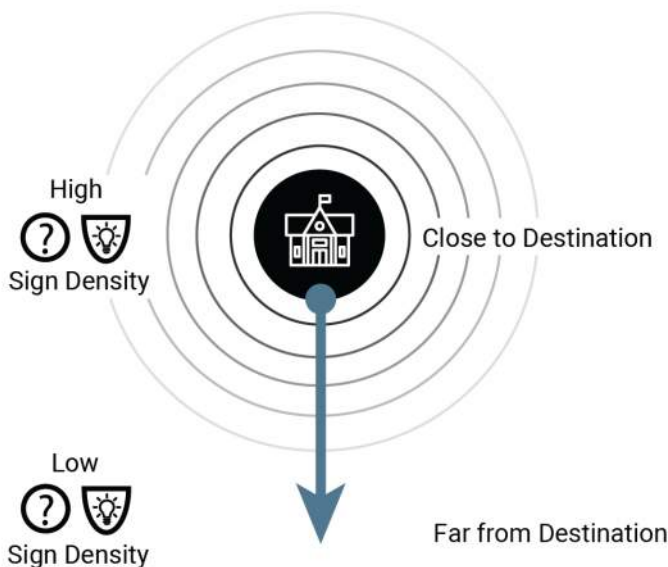 High
?
Sign Density
Close to Destination
Low
?
Sign Density
Far from Destination